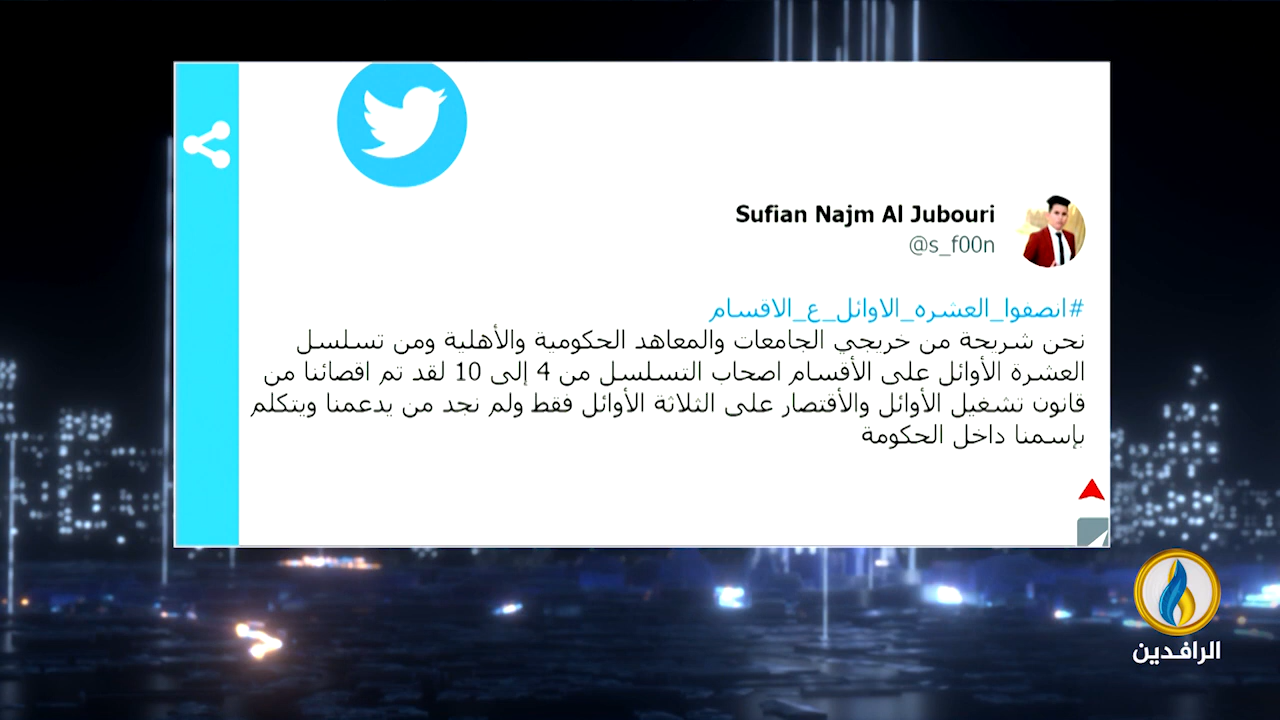 Sufian Najm Al Jubouri
@s_f00n
#انصفوا_العشره_الاوائل_ع_الاقسام
نحن شريحة من خريجي الجامعات والمعاهد الحكومية والأهلية ومن تسلسل
العشرة الأوائل على الأقسام اصحاب التسلسل من 4 إلى 10 لقد تم اقصائنا من
قانون تشغيل الأوائل والأقتصار على الثلاثة الأوائل فقط ولم نجد من يدعمنا ويتكلم
بإسمنا داخل الحكومة
الرافدين